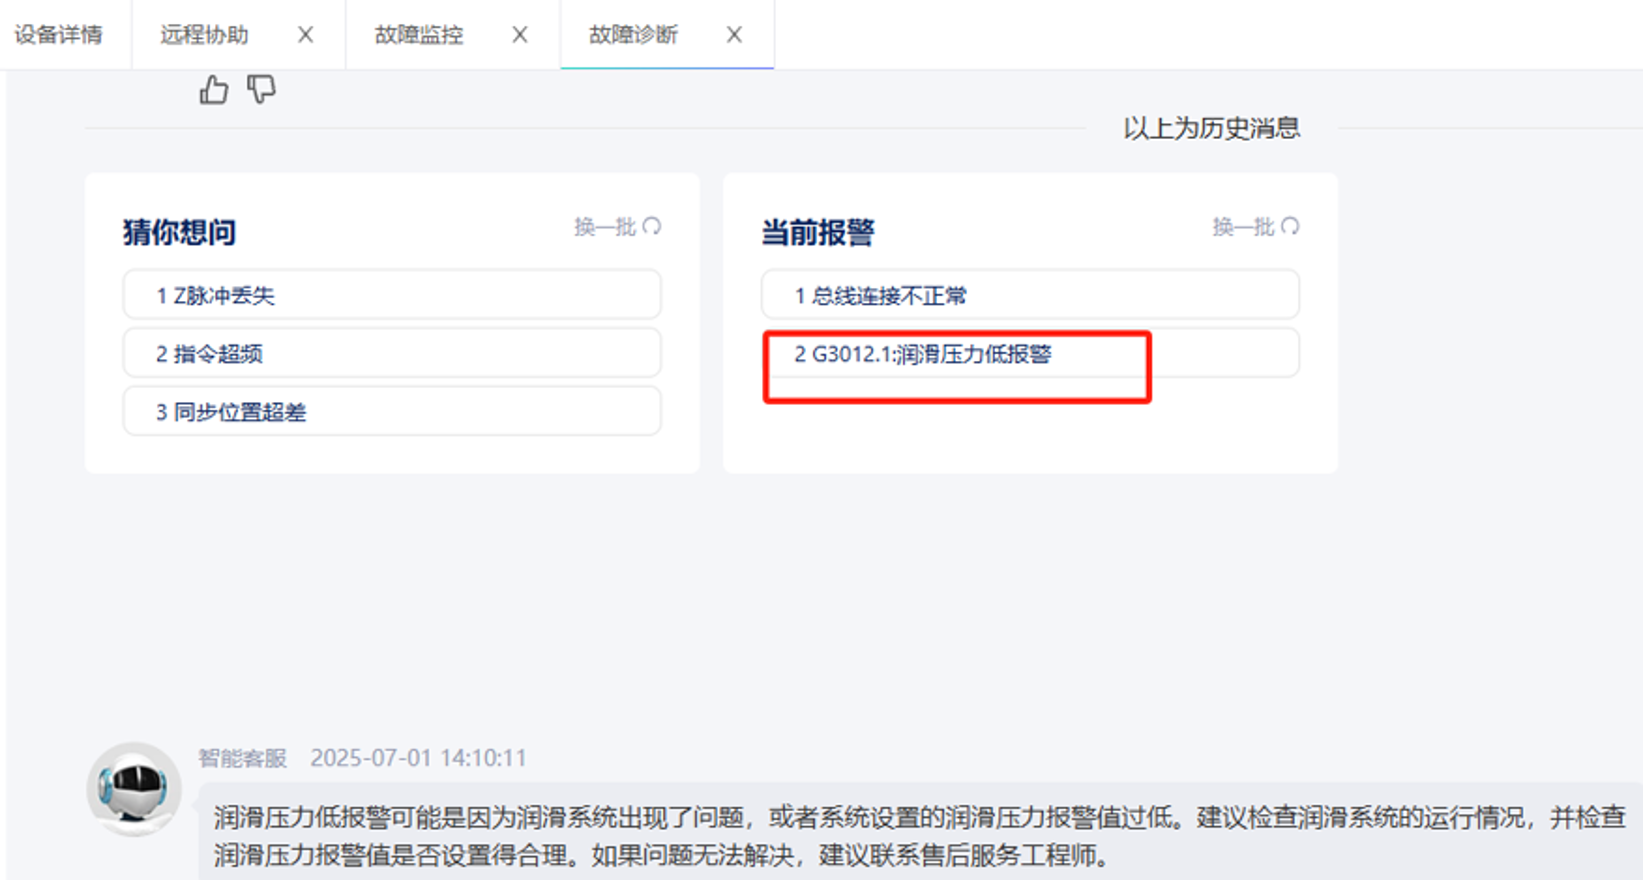 设备详情 远程协助 X 故障监控 X 故障诊断 X
以上为历史消息
猜你想问 换一批
1 Z脉冲丢失
2 指令超频
3 同步位置超差
当前报警 换一批
1 总线连接不正常
2 G3012.1:润滑压力低报警
智能客服 2025-07-01 14:10:11
润滑压力低报警可能是因为润滑系统出现了问题，或者系统设置的润滑压力报警值过低。建议检查润滑系统的运行情况，并检查
润滑压力报警值是否设置得合理。如果问题无法解决，建议联系售后服务工程师。